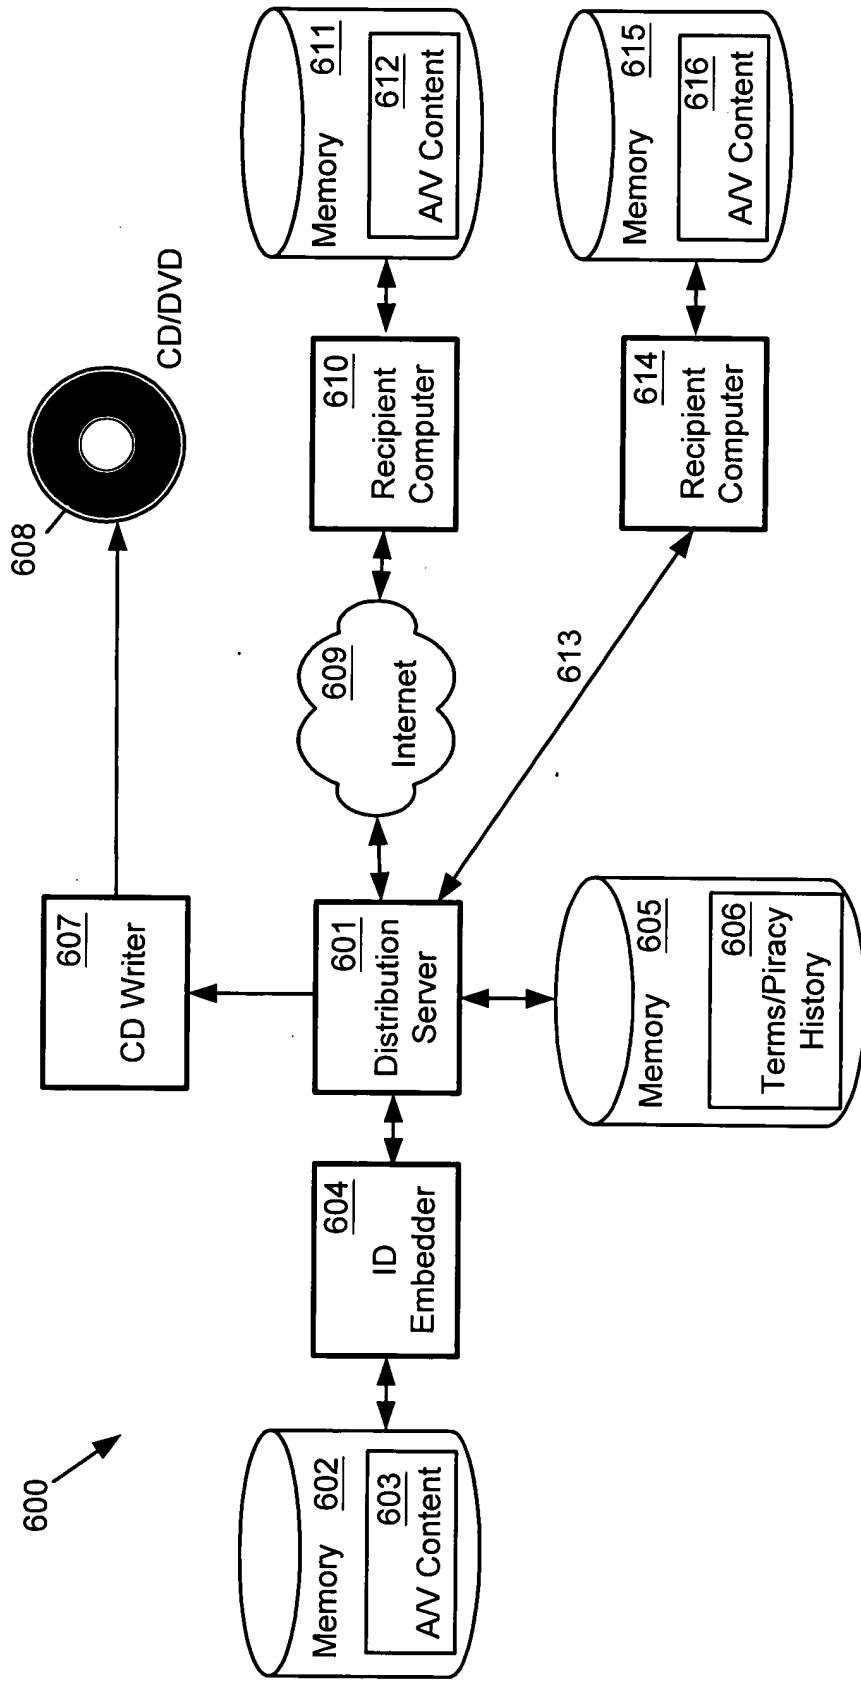 600
Memory 602
A/V Content
603
ID
Embedder
604
Distribution
Server
601
Memory 605
Terms/Piracy
History
606
CD Writer
607
608
CD/DVD
Internet
609
Recipient
Computer
610
Memory 611
A/V Content
612
613
Recipient
Computer
614
Memory 615
A/V Content
616